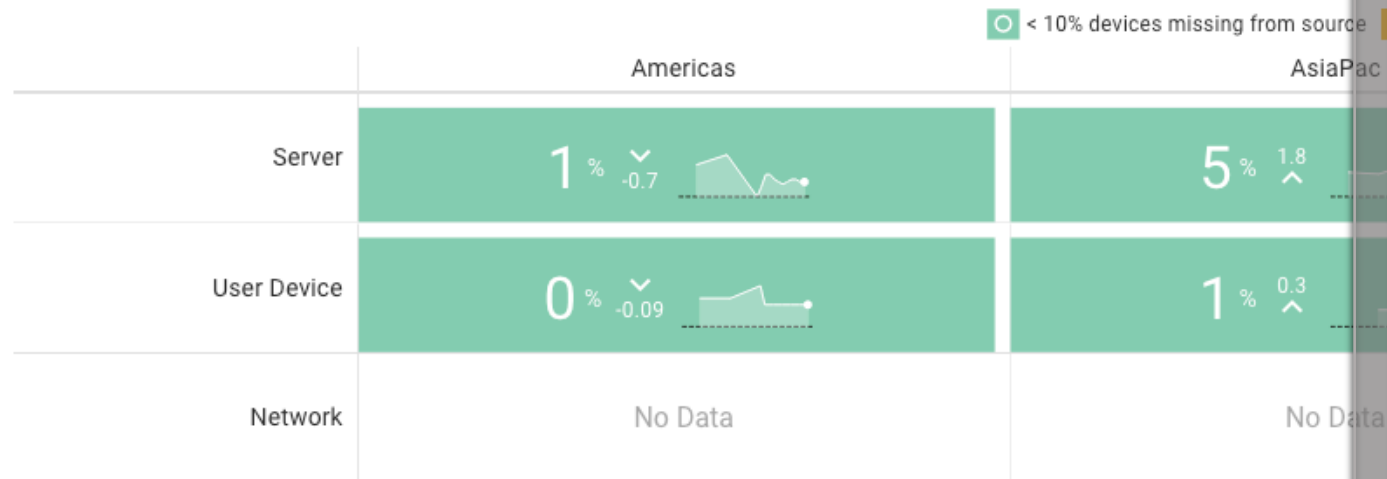 < 10% devices missing from source
Americas AsiaPac
Server 1 % -0.7 5 % 1.8
User Device 0 % -0.09 1 % 0.3
Network No Data No Data